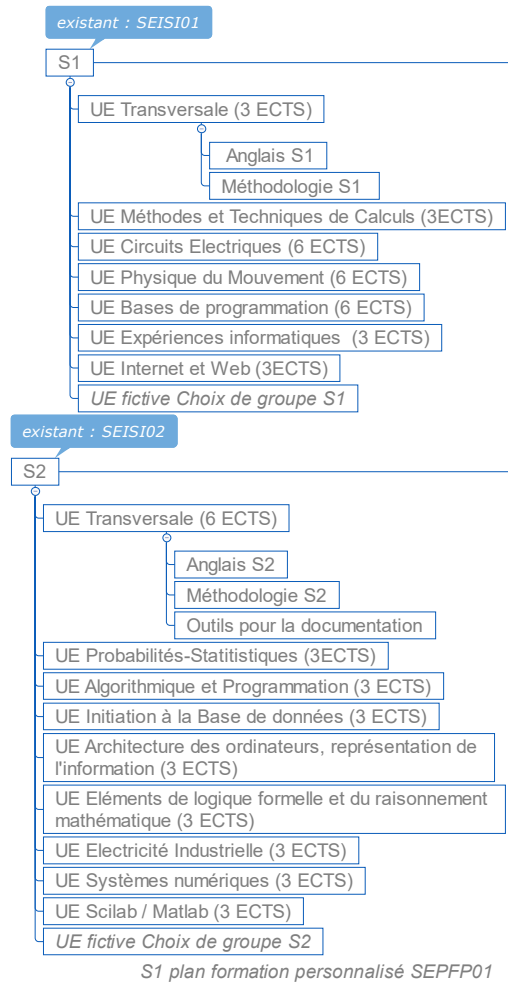 existant : SEISI01
S1
UE Transversale (3 ECTS)
Anglais S1
Méthodologie S1
UE Méthodes et Techniques de Calculs (3ECTS)
UE Circuits Electriques (6 ECTS)
UE Physique du Mouvement (6 ECTS)
UE Bases de programmation (6 ECTS)
UE Expériences informatiques (3 ECTS)
UE Internet et Web (3ECTS)
UE fictive Choix de groupe S1
existant : SEISI02
S2
UE Transversale (6 ECTS)
Anglais S2
Méthodologie S2
Outils pour la documentation
UE Probabilités-Statitistiques (3ECTS)
UE Algorithmique et Programmation (3 ECTS)
UE Initiation à la Base de données (3 ECTS)
UE Architecture des ordinateurs, représentation de
l'information (3 ECTS)
UE Eléments de logique formelle et du raisonnement
mathématique (3 ECTS)
UE Electricité Industrielle (3 ECTS)
UE Systèmes numériques (3 ECTS)
UE Scilab / Matlab (3 ECTS)
UE fictive Choix de groupe S2
S1 plan formation personnalisé SEPFP01